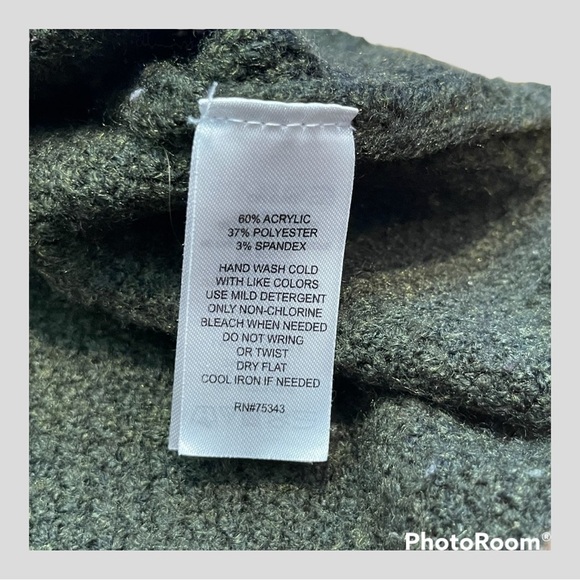 60% ACRYLIC
37% POLYESTER
3% SPANDEX
HAND WASH COLD
WITH LIKE COLORS
USE MILD DETERGENT
ONLY NON-CHLORINE
BLEACH WHEN NEEDED
DO NOT WRING
OR TWIST
DRY FLAT
COOL IRON IF NEEDED
RN#75343
PhotoRoom®